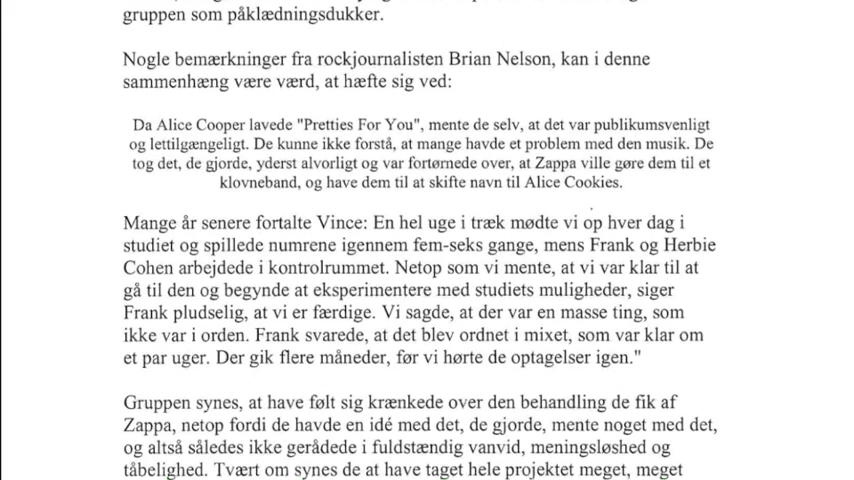 gruppen som påklædningsdukker.
Nogle bemærkninger fra rockjournalisten Brian Nelson, kan i denne
sammenhæng være værd, at hæfte sig ved:
Da Alice Cooper lavede "Pretties For You", mente de selv, at det var publikumsvenligt
og lettilgængeligt. De kunne ikke forstå, at mange havde et problem med den musik. De
tog det, de gjorde, yderst alvorligt og var fortørnede over, at Zappa ville gøre dem til et
klovneband, og have dem til at skifte navn til Alice Cookies.
Mange år senere fortalte Vince: En hel uge i træk mødte vi op hver dag i
studiet og spillede numrene igennem fem-seks gange, mens Frank og Herbie
Cohen arbejdede i kontrolrummet. Netop som vi mente, at vi var klar til at
gå til den og begynde at eksperimentere med studiets muligheder, siger
Frank pludselig, at vi er færdige. Vi sagde, at der var en masse ting, som
ikke var i orden. Frank svarede, at det blev ordnet i mixet, som var klar om
et par uger. Der gik flere måneder, før vi hørte de optagelser igen."
Gruppen synes, at have følt sig krænkede over den behandling de fik af
Zappa, netop fordi de havde en idé med det, de gjorde, mente noget med det,
og altså således ikke gerådede i fuldstændig vanvid, meningsløshed og
tåbelighed. Tvært om synes de at have taget hele projektet meget, meget